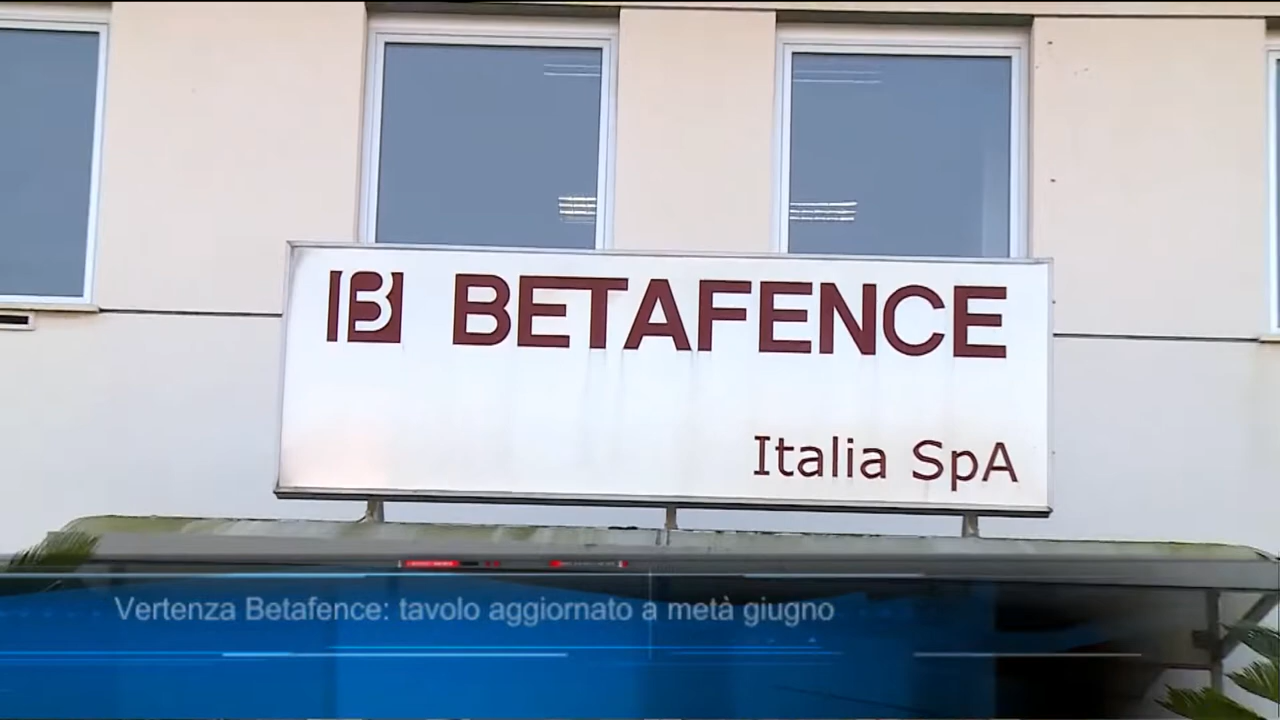 B BETAFENCE
Italia SpA
Vertenza Betafence: tavolo aggiornato a metà giugno